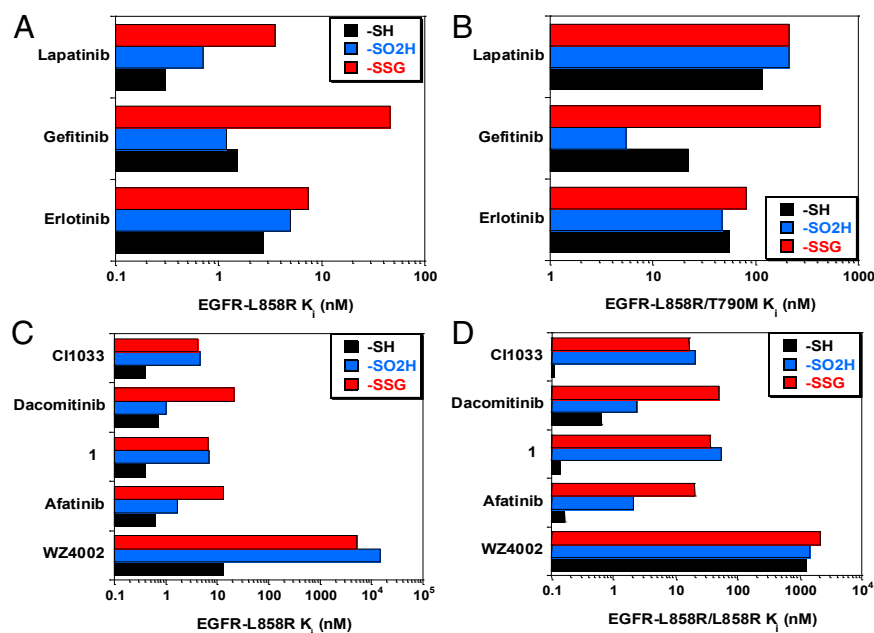 A
-SH
-SO2H
-SSG
Lapatinib
Gefitinib
Erlotinib
0.1 1 10 100
EGFR-L858R Ki (nM)
B
Lapatinib
Gefitinib
Erlotinib
-SH
-SO2H
-SSG
1 10 100 1000
EGFR-L858R/T790M Ki (nM)
C
-SH
-SO2H
-SSG
CI1033
Dacomitinib
1
Afatinib
WZ4002
0.1 1 10 100 1000 10^4 10^5
EGFR-L858R Ki (nM)
D
-SH
-SO2H
-SSG
CI1033
Dacomitinib
1
Afatinib
WZ4002
0.1 1 10 100 1000 10^4
EGFR-L858R/L858R Ki (nM)